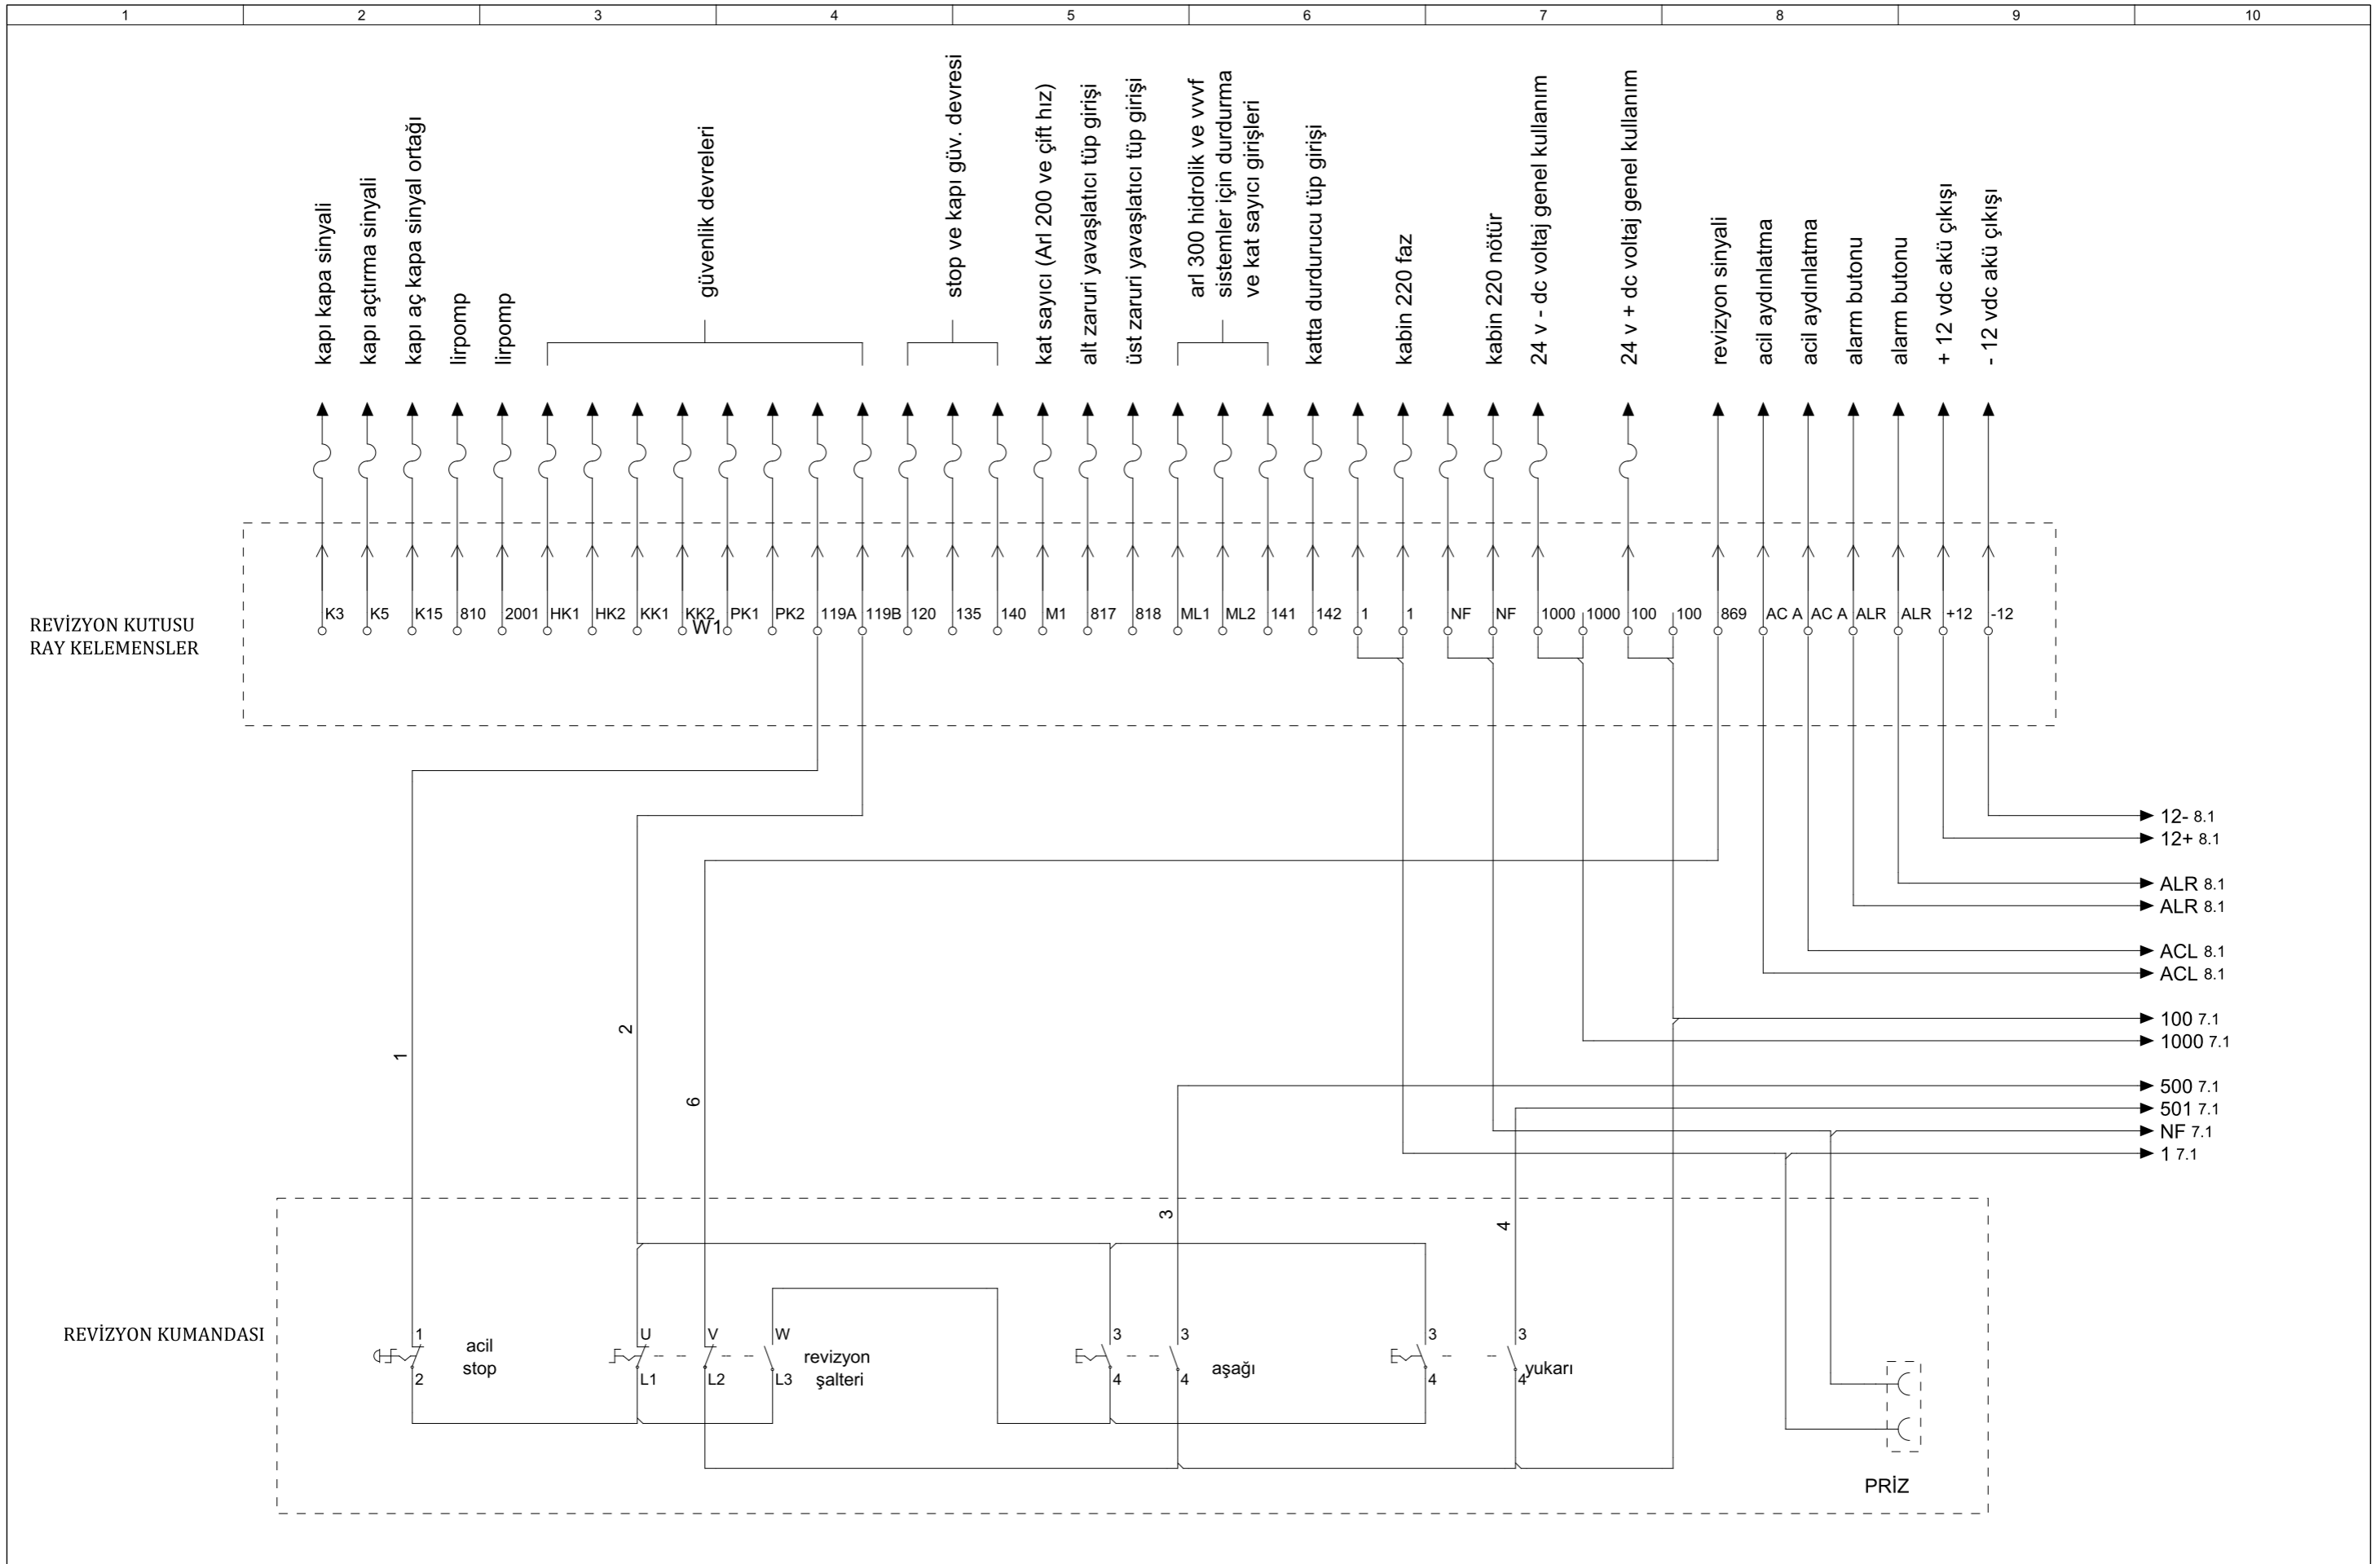 1
2
3
4
5
6
7
8
9
10
kapı kapa sinyali
kapı açtırma sinyali
kapı aç kapa sinyal ortağı
lirpomp
lirpomp
güvenlik devreleri
stop ve kapı güv. devresi
kat sayıcı (Arl 200 ve çift hız)
alt zaruri yavaşlatıcı tüp girişi
üst zaruri yavaşlatıcı tüp girişi
arl 300 hidrolik ve vvvf
sistemler için durdurma
ve kat sayıcı girişleri
katta durdurucu tüp girişi
kabin 220 faz
kabin 220 nötür
24 v - dc voltaj genel kullanım
24 v + dc voltaj genel kullanım
revizyon sinyali
acil aydınlatma
acil aydınlatma
alarm butonu
alarm butonu
+ 12 vdc akü çıkışı
- 12 vdc akü çıkışı
REVİZYON KUTUSU
RAY KELEMENSLER
K3
K5
K15
810
2001
HK1
HK2
KK1
KK2
W1
PK1
PK2
119A
119B
120
135
140
M1
817
818
ML1
ML2
141
142
1
1
NF
NF
1000
1000
100
100
869
AC A
AC A
ALR
ALR
+12
-12
12- 8.1
12+ 8.1
ALR 8.1
ALR 8.1
ACL 8.1
ACL 8.1
100 7.1
1000 7.1
500 7.1
501 7.1
NF 7.1
1 7.1
1
2
6
3
4
REVİZYON KUMANDASI
1
2
acil
stop
U
L1
V
L2
W
L3
revizyon
şalteri
3
4
3
4
aşağı
3
4
3
4
yukarı
PRİZ